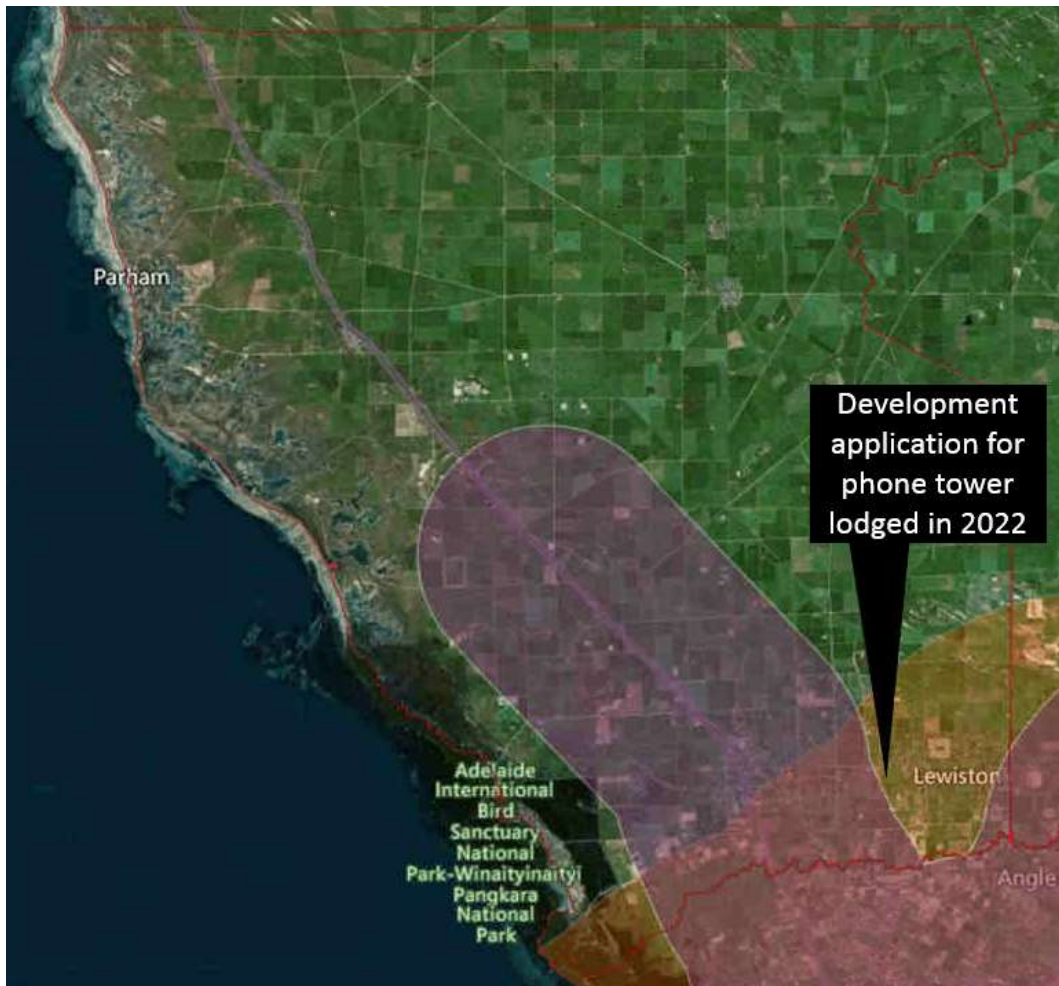 Parham
Development
application for
phone tower
lodged in 2022
Adelaide
International
Bird
Sanctuary
National
Park-Winaityinaityi
Pangkara
National
Park
Lewiston
Angle